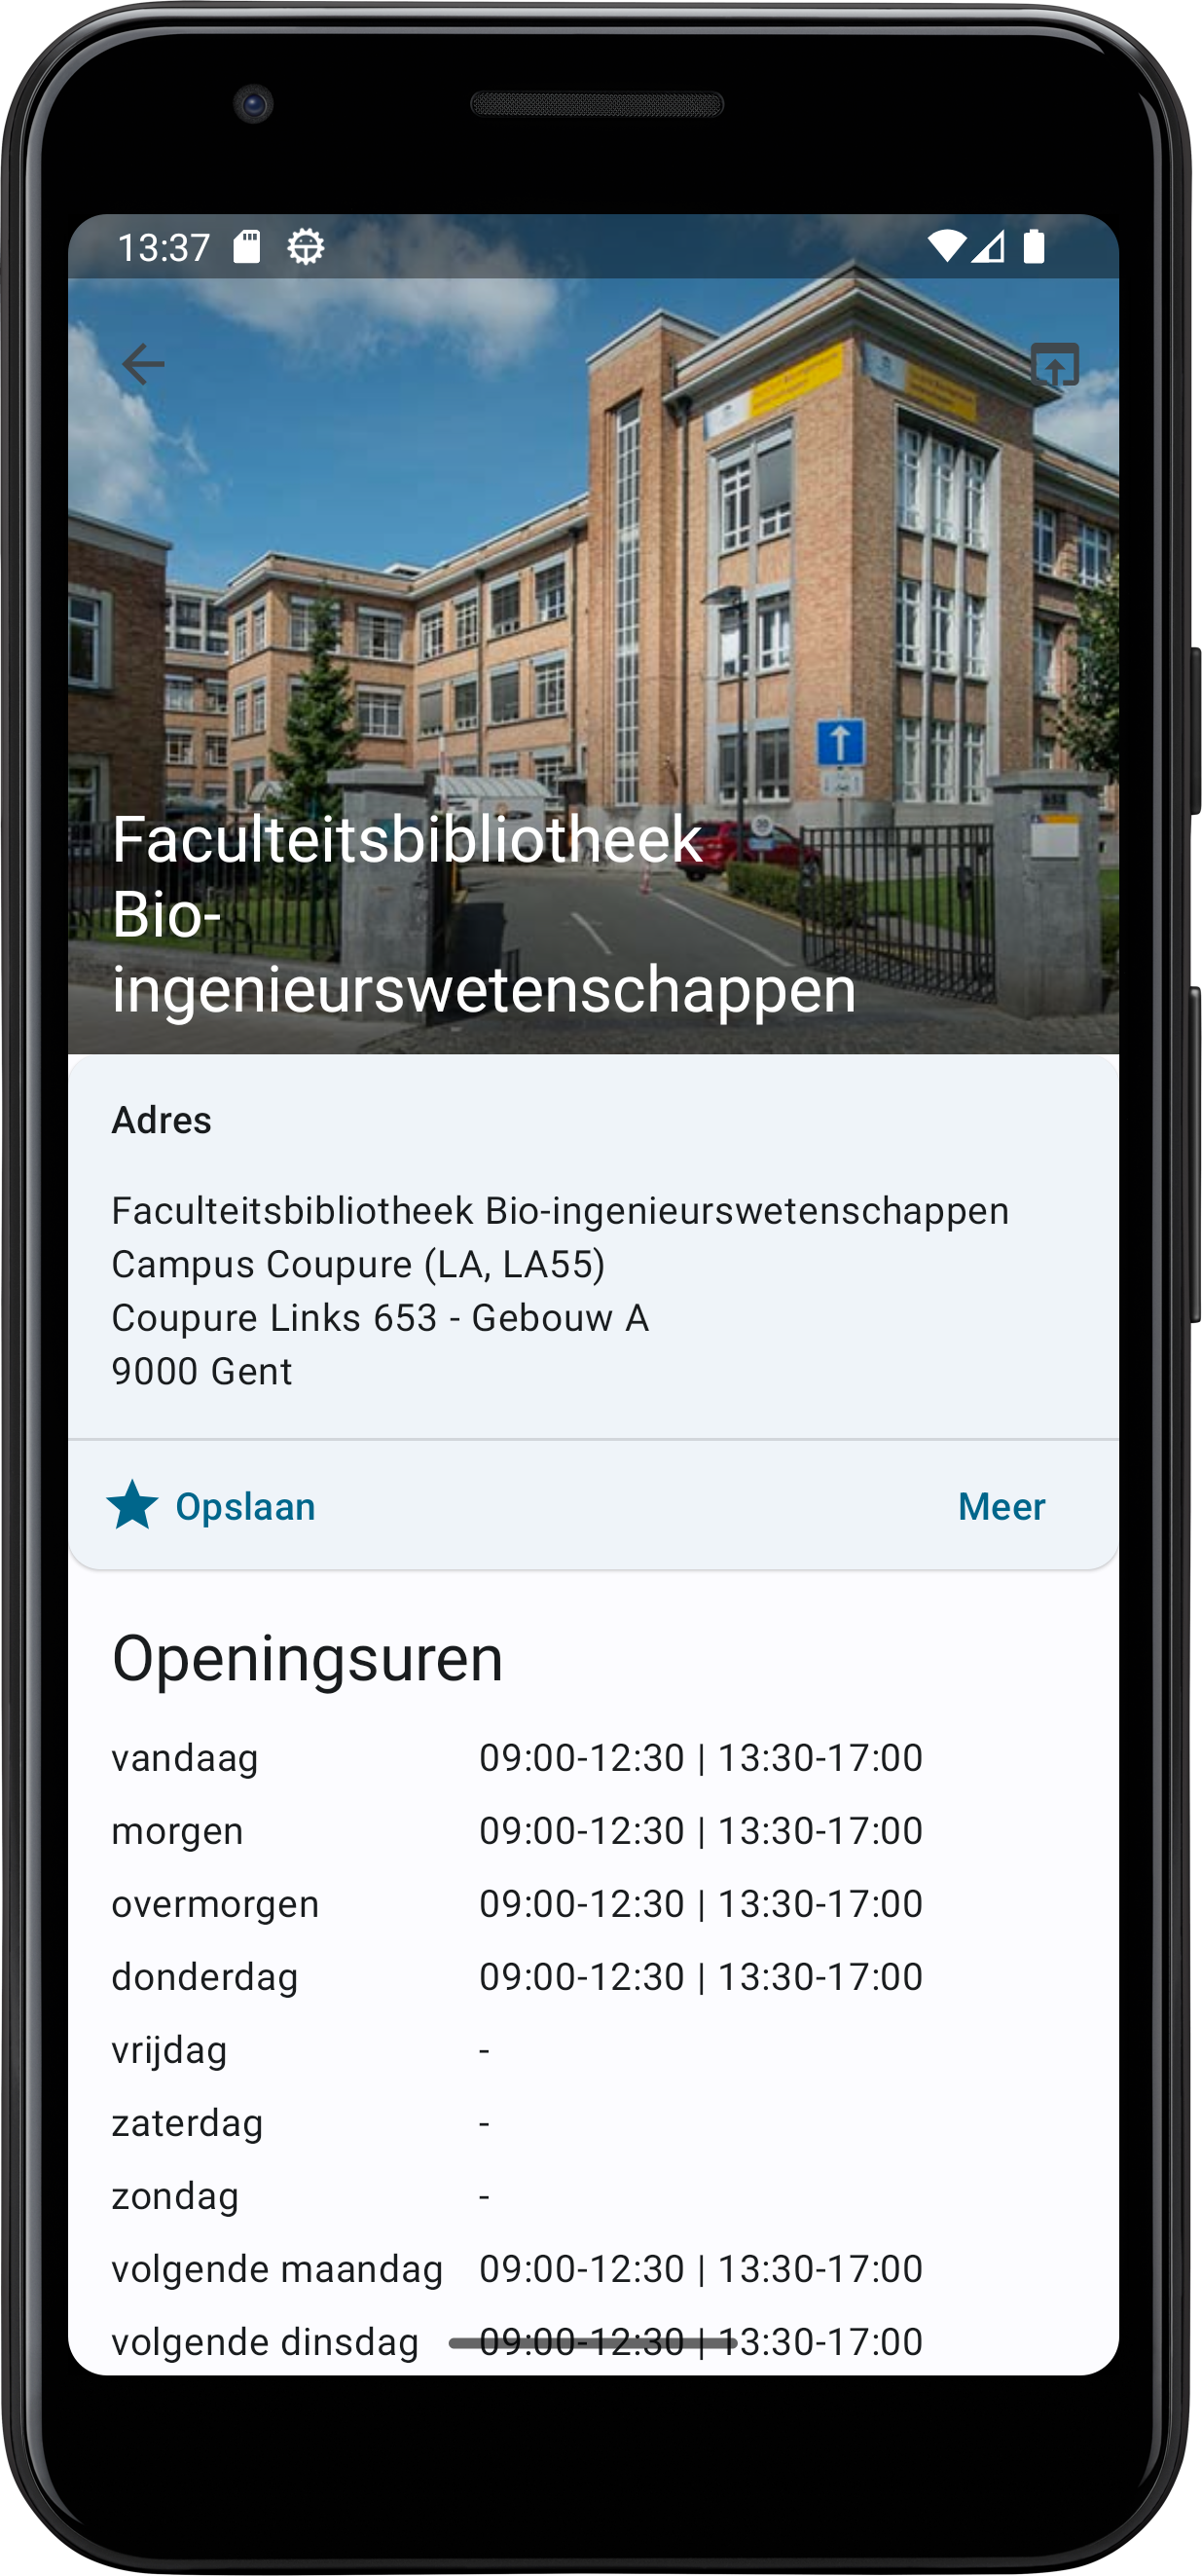 13:37
Faculteitsbibliotheek
Bio-
ingenieurswetenschappen
Adres
Faculteitsbibliotheek Bio-ingenieurswetenschappen
Campus Coupure (LA, LA55)
Coupure Links 653 - Gebouw A
9000 Gent
Opslaan Meer
Openingsuren
vandaag 09:00-12:30 | 13:30-17:00
morgen 09:00-12:30 | 13:30-17:00
overmorgen 09:00-12:30 | 13:30-17:00
donderdag 09:00-12:30 | 13:30-17:00
vrijdag -
zaterdag -
zondag -
volgende maandag 09:00-12:30 | 13:30-17:00
volgende dinsdag 09:00-12:30 | 13:30-17:00